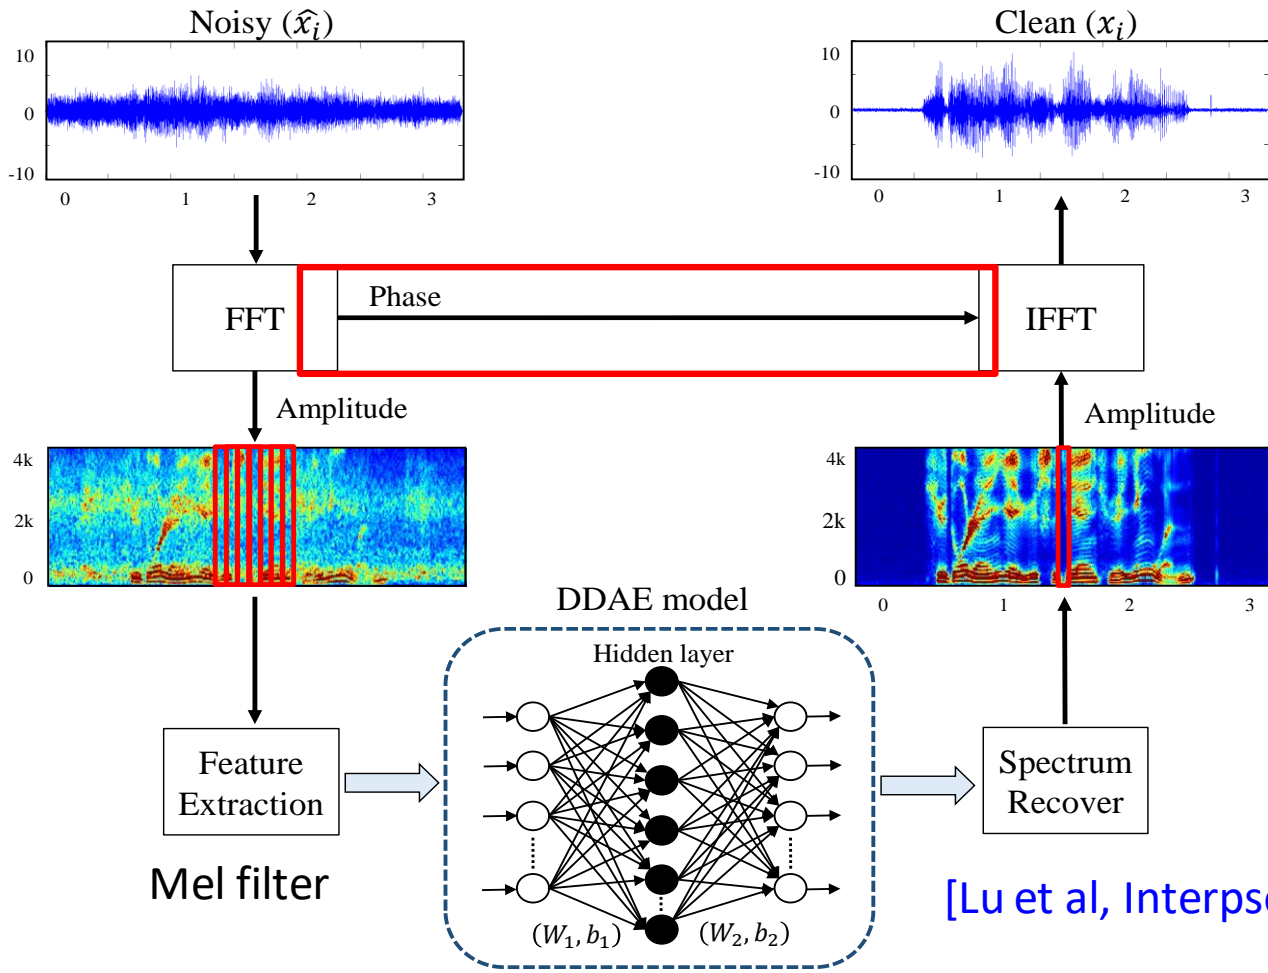 Noisy (x̂ᵢ)
Clean (xᵢ)
10
0
-10
0 1 2 3
10
0
-10
0 1 2 3
FFT
Phase
IFFT
Amplitude
Amplitude
4k
2k
0
4k
2k
0
0 1 2 3
DDAE model
Hidden layer
Feature
Extraction
Spectrum
Recover
Mel filter
(W₁, b₁)
(W₂, b₂)
[Lu et al, Interpse